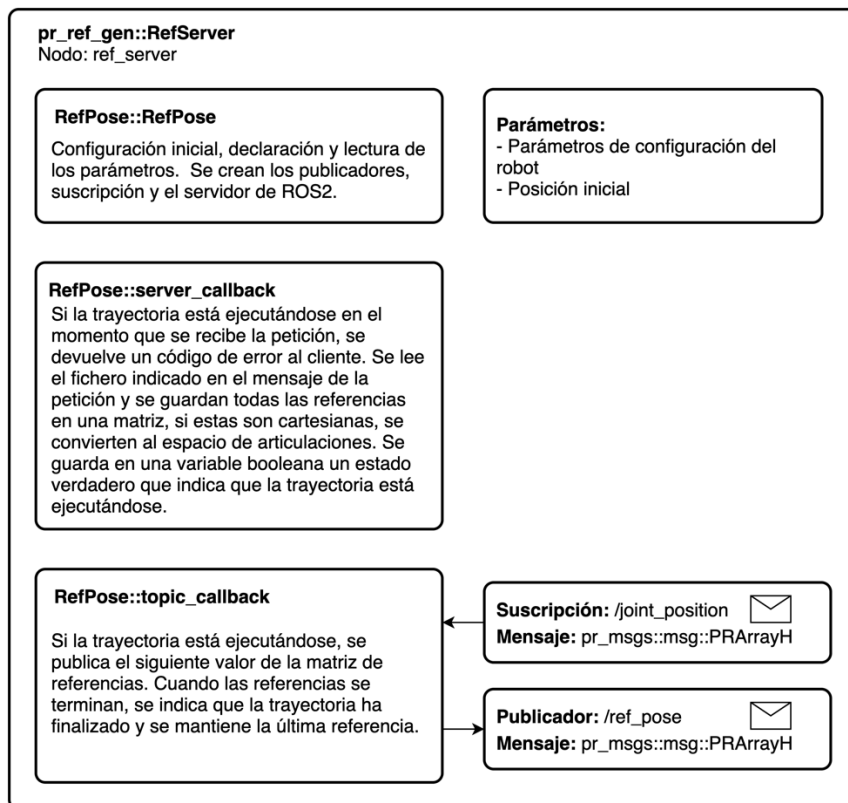 pr_ref_gen::RefServer
Nodo: ref_server
RefPose::RefPose
Configuración inicial, declaración y lectura de
los parámetros.  Se crean los publicadores,
suscripción y el servidor de ROS2.
Parámetros:
- Parámetros de configuración del
robot
- Posición inicial
RefPose::server_callback
Si la trayectoria está ejecutándose en el
momento que se recibe la petición, se
devuelve un código de error al cliente. Se lee
el fichero indicado en el mensaje de la
petición y se guardan todas las referencias
en una matriz, si estas son cartesianas, se
convierten al espacio de articulaciones. Se
guarda en una variable booleana un estado
verdadero que indica que la trayectoria está
ejecutándose.
RefPose::topic_callback
Si la trayectoria está ejecutándose, se
publica el siguiente valor de la matriz de
referencias. Cuando las referencias se
terminan, se indica que la trayectoria ha
finalizado y se mantiene la última referencia.
Suscripción: /joint_position
Mensaje: pr_msgs::msg::PRArrayH
Publicador: /ref_pose
Mensaje: pr_msgs::msg::PRArrayH